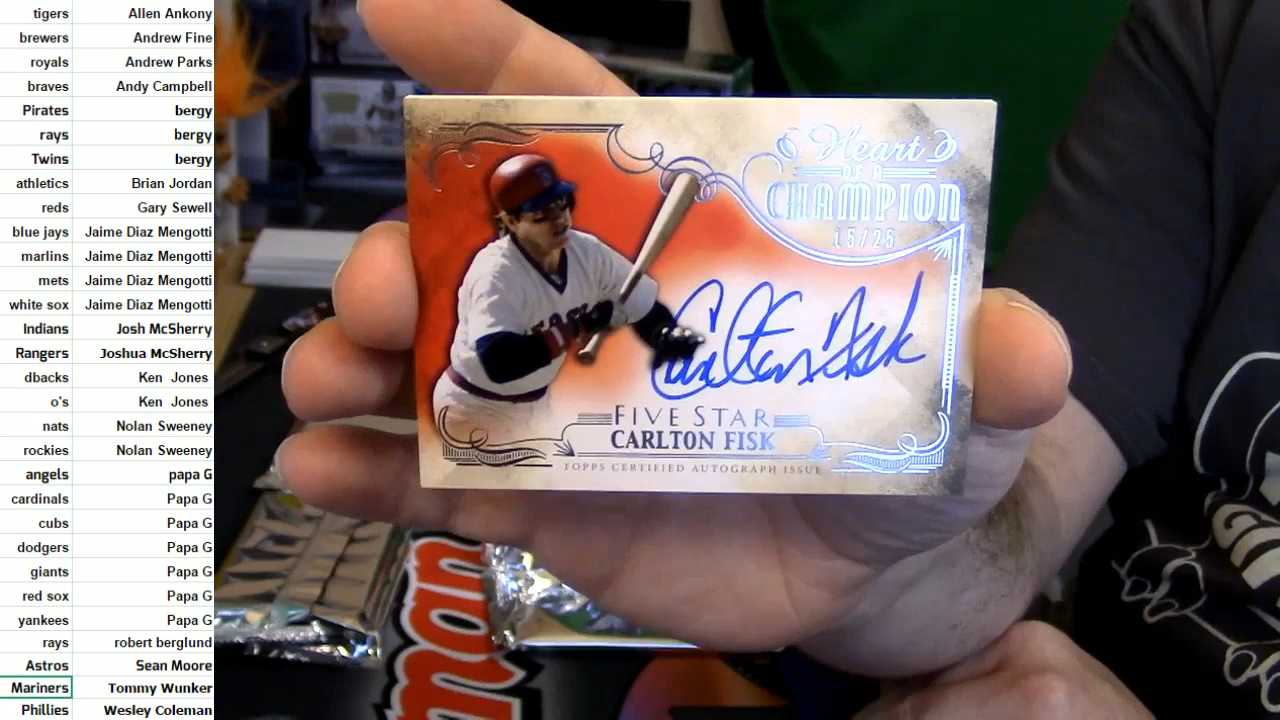 tigers Allen Ankony
brewers Andrew Fine
royals Andrew Parks
braves Andy Campbell
Pirates bergy
rays bergy
Twins bergy
athletics Brian Jordan
reds Gary Sewell
blue jays Jaime Diaz Mengotti
marlins Jaime Diaz Mengotti
mets Jaime Diaz Mengotti
white sox Jaime Diaz Mengotti
Indians Josh McSherry
Rangers Joshua McSherry
dbacks Ken Jones
o's Ken Jones
nats Nolan Sweeney
rockies Nolan Sweeney
angels papa G
cardinals Papa G
cubs Papa G
dodgers Papa G
giants Papa G
red sox Papa G
yankees Papa G
rays robert berglund
Astros Sean Moore
Mariners Tommy Wunker
Phillies Wesley Coleman
Heart
OF A
CHAMPION
15/25
Carlton Fisk
FIVE STAR
CARLTON FISK
TOPPS CERTIFIED AUTOGRAPH ISSUE